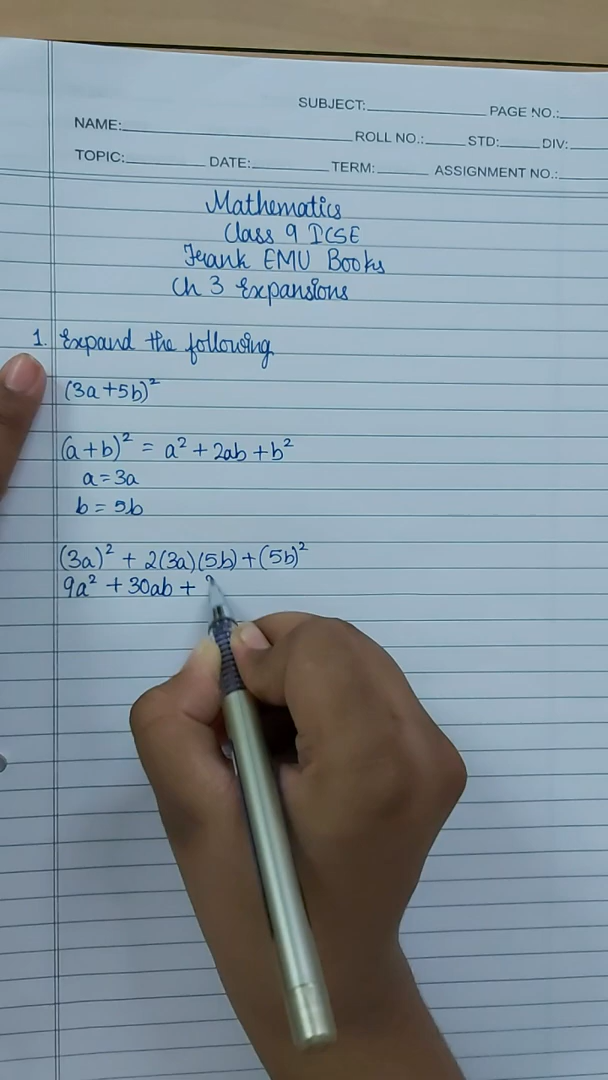 SUBJECT: PAGE NO.:
NAME: ROLL NO.: STD: DIV:
TOPIC: DATE: TERM: ASSIGNMENT NO.:
Mathematics
Class 9 ICSE
Frank EMU Books
Ch 3 Expansions
1. Expand the following
(3a+5b)²
(a+b)² = a² + 2ab + b²
a = 3a
b = 5b
(3a)² + 2(3a)(5b) + (5b)²
9a² + 30ab +